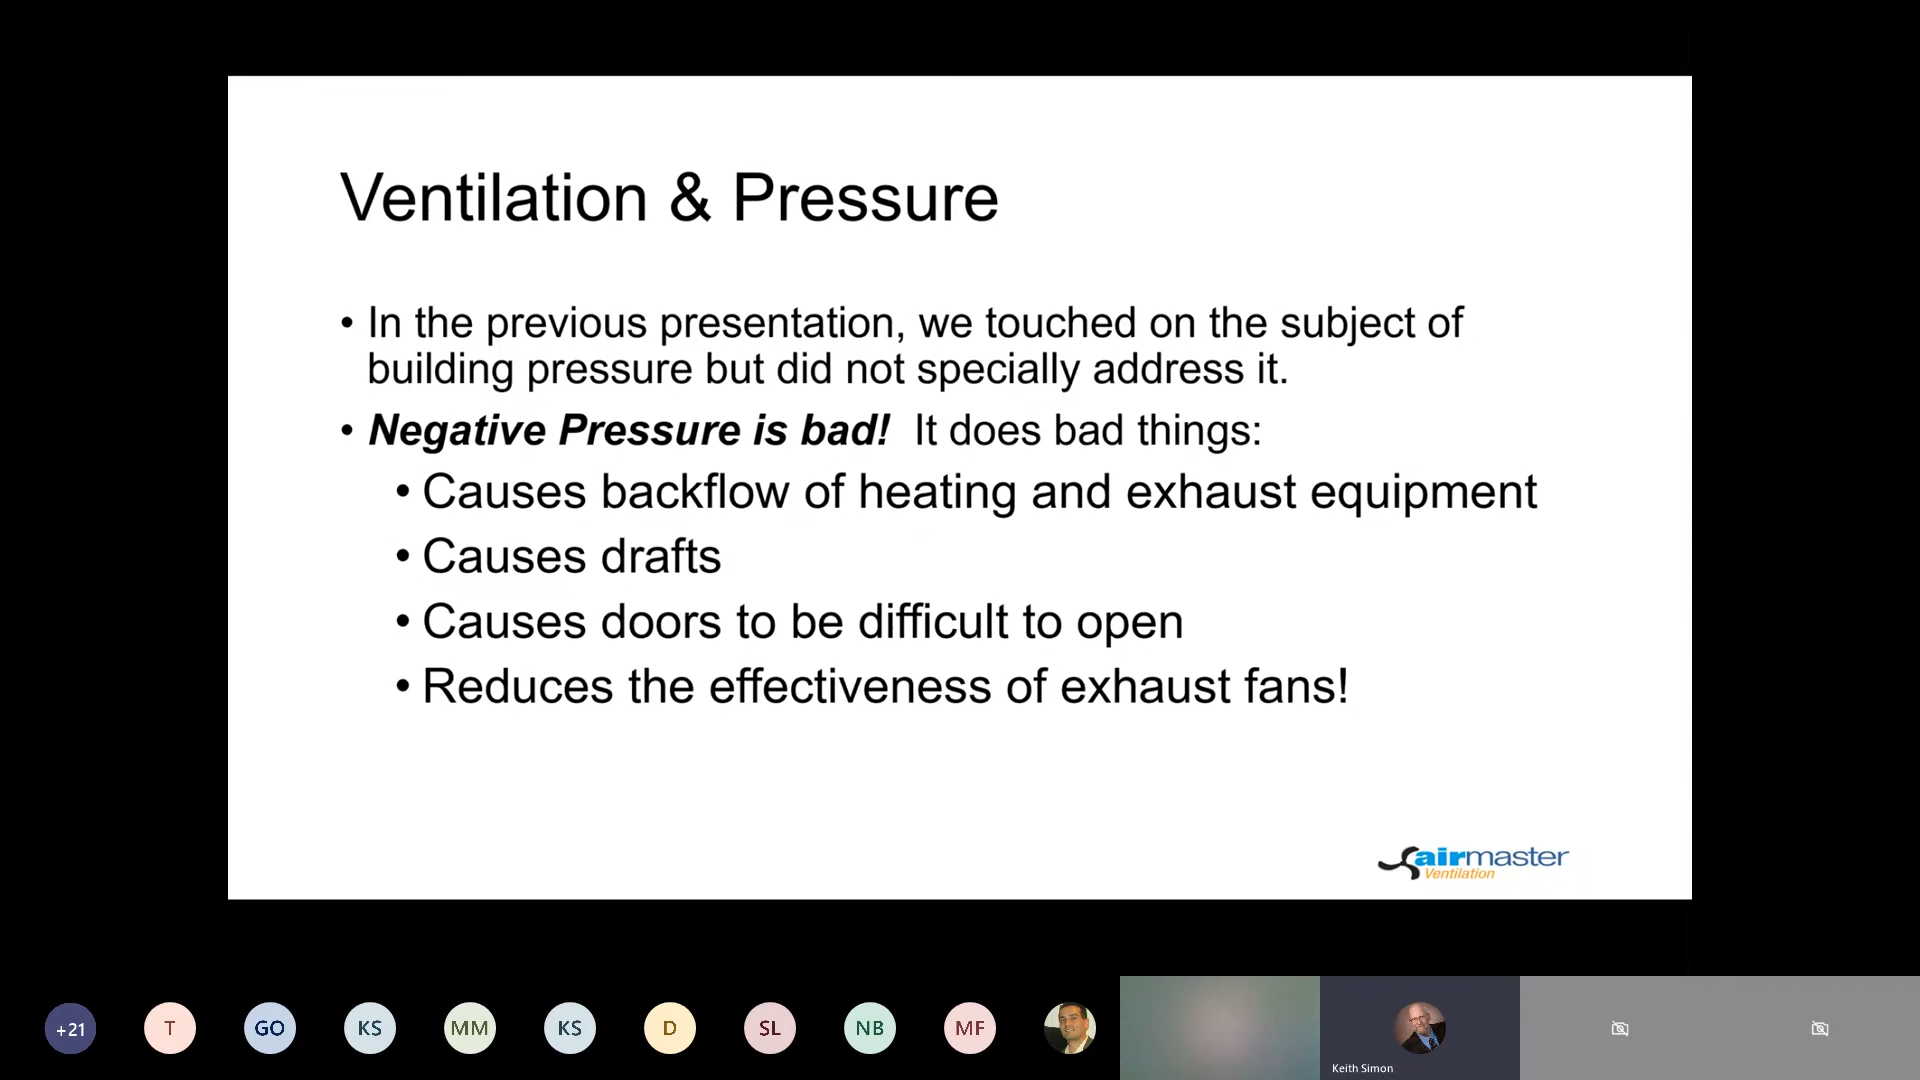 Ventilation & Pressure
• In the previous presentation, we touched on the subject of
building pressure but did not specially address it.
• Negative Pressure is bad! It does bad things:
• Causes backflow of heating and exhaust equipment
• Causes drafts
• Causes doors to be difficult to open
• Reduces the effectiveness of exhaust fans!
airmaster
Ventilation
+21
T
GO
KS
MM
KS
D
SL
NB
MF
Keith Simon